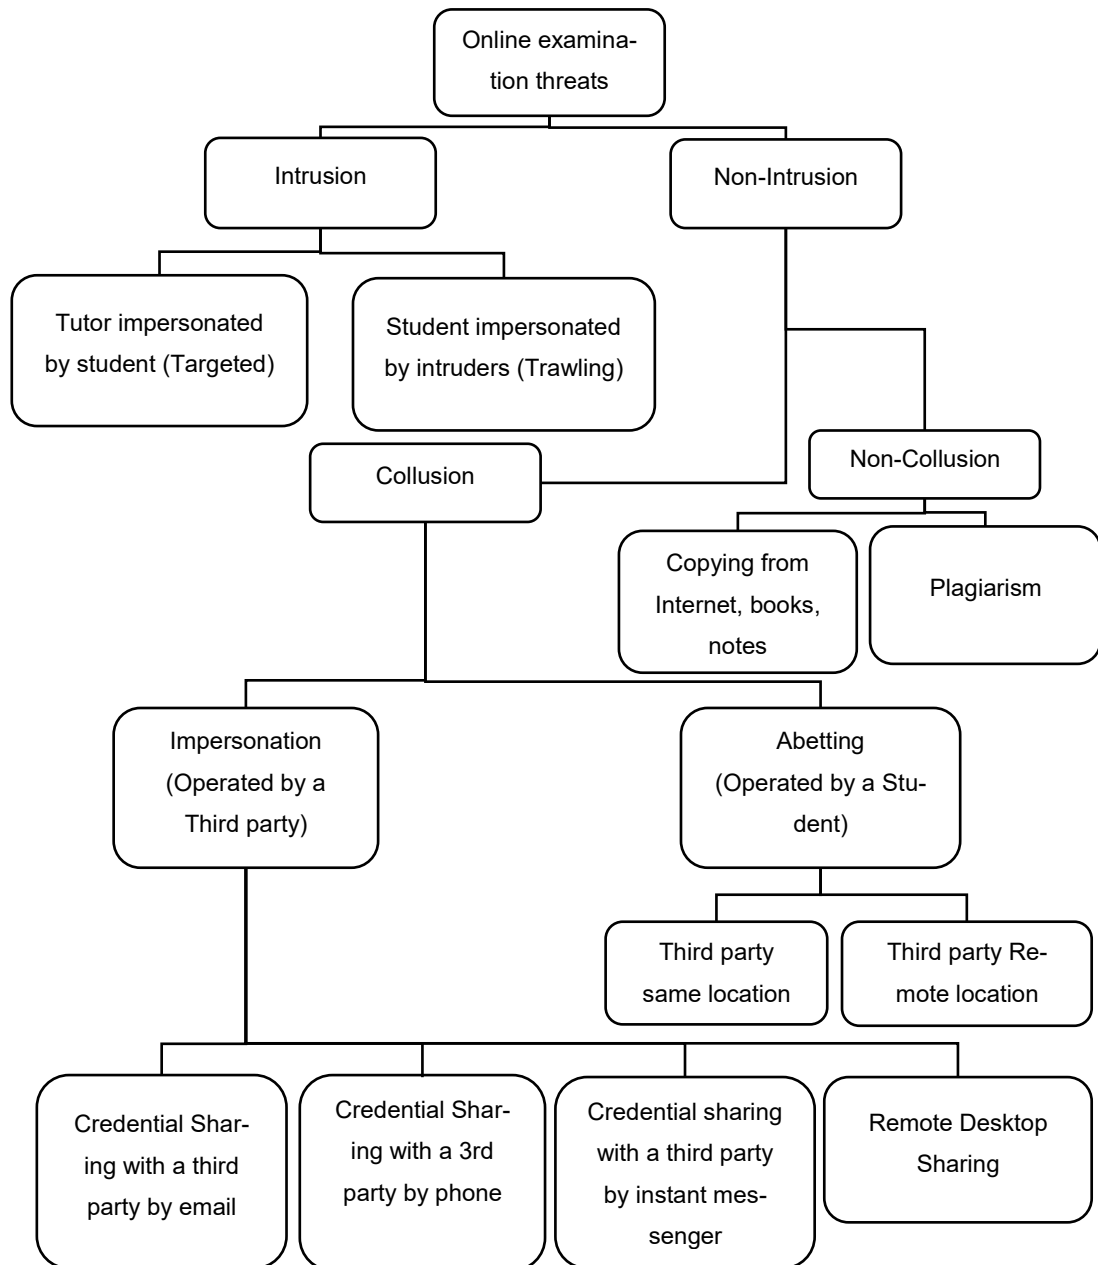 Online examina-
tion threats
Intrusion
Non-Intrusion
Tutor impersonated
by student (Targeted)
Student impersonated
by intruders (Trawling)
Collusion
Non-Collusion
Copying from
Internet, books,
notes
Plagiarism
Impersonation
(Operated by a
Third party)
Abetting
(Operated by a Stu-
dent)
Third party
same location
Third party Re-
mote location
Credential Shar-
ing with a third
party by email
Credential Shar-
ing with a 3rd
party by phone
Credential sharing
with a third party
by instant mes-
senger
Remote Desktop
Sharing